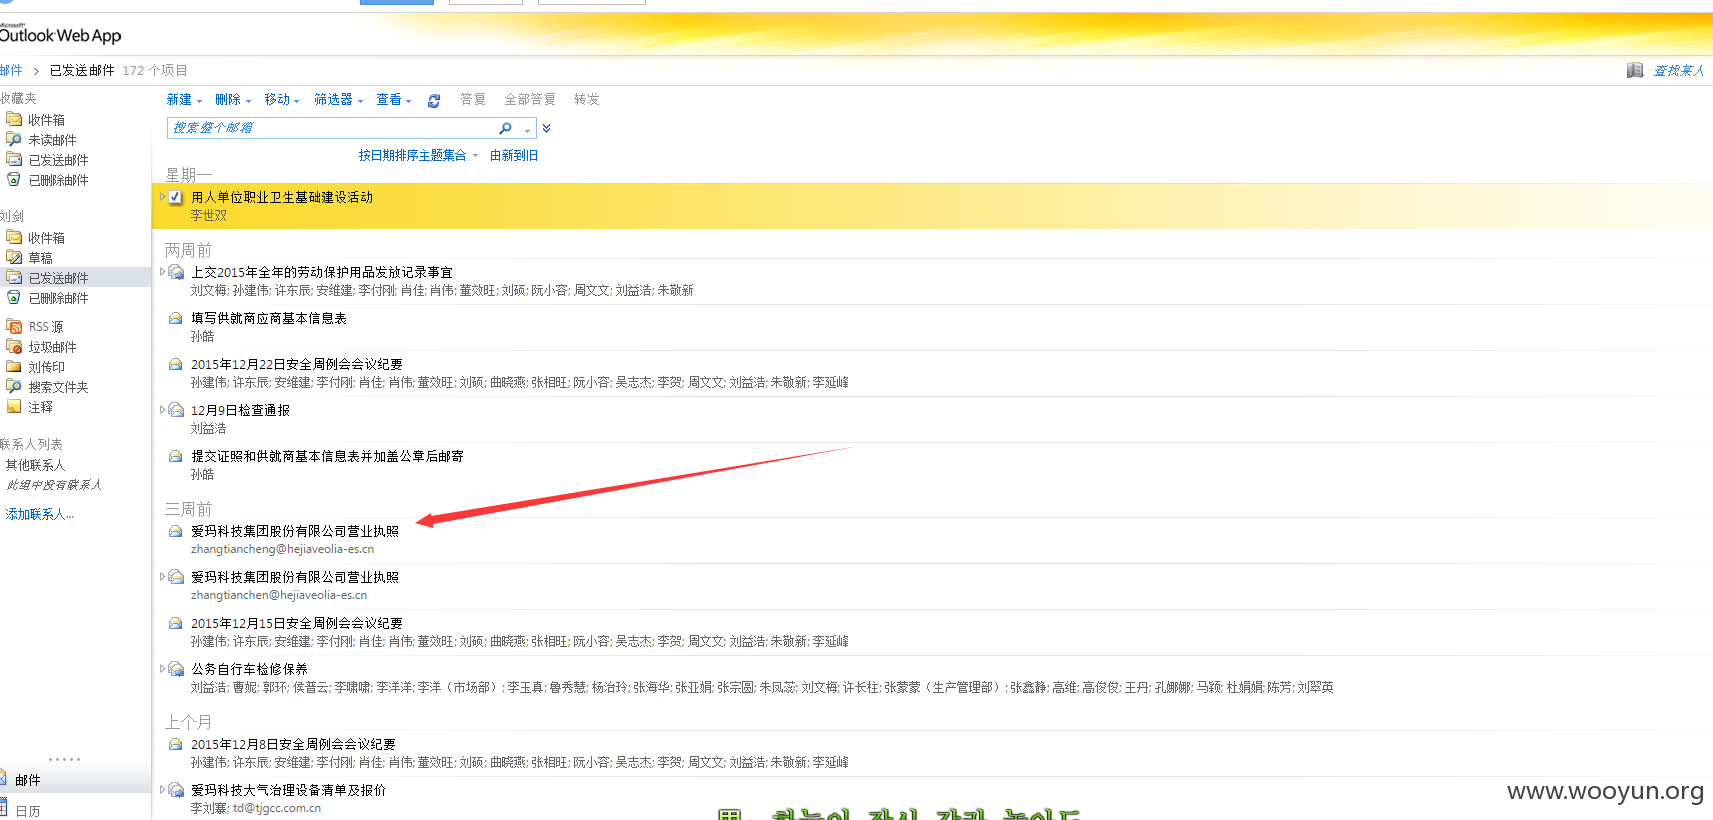 Microsoft®
Outlook Web App
邮件 › 已发送邮件 172 个项目
查找某人
收藏夹
收件箱
未读邮件
已发送邮件
已删除邮件
刘剑
收件箱
草稿
已发送邮件
已删除邮件
RSS 源
垃圾邮件
刘传印
搜索文件夹
注释
联系人列表
其他联系人
此组中没有联系人
添加联系人...
邮件
日历
新建 删除 移动 筛选器 查看 答复 全部答复 转发
搜索整个邮箱
按日期排序主题集合 由新到旧
星期一
用人单位职业卫生基础建设活动
李世双
两周前
上交2015年全年的劳动保护用品发放记录事宜
刘文梅; 孙建伟; 许东辰; 安维建; 李付刚; 肖佳; 肖伟; 董效旺; 刘硕; 阮小容; 周文文; 刘益浩; 朱敬新
填写供就商应商基本信息表
孙皓
2015年12月22日安全周例会会议纪要
孙建伟; 许东辰; 安维建; 李付刚; 肖佳; 肖伟; 董效旺; 刘硕; 曲晓燕; 张相旺; 阮小容; 吴志杰; 李贺; 周文文; 刘益浩; 朱敬新; 李延峰
12月9日检查通报
刘益浩
提交证照和供就商基本信息表并加盖公章后邮寄
孙皓
三周前
爱玛科技集团股份有限公司营业执照
zhangtiancheng@hejiaveolia-es.cn
爱玛科技集团股份有限公司营业执照
zhangtianchen@hejiaveolia-es.cn
2015年12月15日安全周例会会议纪要
孙建伟; 许东辰; 安维建; 李付刚; 肖佳; 肖伟; 董效旺; 刘硕; 曲晓燕; 张相旺; 阮小容; 吴志杰; 李贺; 周文文; 刘益浩; 朱敬新; 李延峰
公务自行车检修保养
刘益浩; 曹妮; 郭环; 侯普云; 李啸啸; 李洋洋; 李洋（市场部）; 李玉真; 鲁秀慧; 杨治玲; 张海华; 张亚娟; 张宗圆; 朱凤蕊; 刘文梅; 许长柱; 张蒙蒙（生产管理部）; 张鑫静; 高维; 高俊俊; 王丹; 孔娜娜; 马颖; 杜娟娟; 陈芳; 刘翠英
上个月
2015年12月8日安全周例会会议纪要
孙建伟; 许东辰; 安维建; 李付刚; 肖佳; 肖伟; 董效旺; 刘硕; 曲晓燕; 张相旺; 阮小容; 吴志杰; 李贺; 周文文; 刘益浩; 朱敬新; 李延峰
爱玛科技大气治理设备清单及报价
李刘寨; td@tjgcc.com.cn
www.wooyun.org